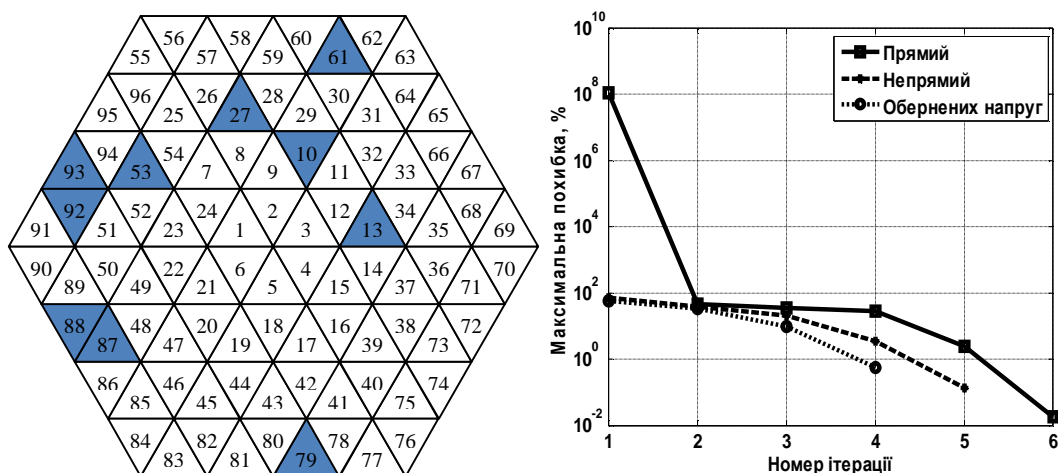 55 56 57 58 59 60 61 62 63
95 96 25 26 27 28 29 30 31 64 65
93 94 53 54 7 8 9 10 11 32 33 66 67
91 92 51 52 23 24 1 2 3 12 13 34 35 68 69
90 89 50 49 22 21 6 5 4 15 14 37 36 71 70
88 87 48 47 20 19 18 17 16 39 38 73 72
86 85 46 45 44 43 42 41 40 75 74
84 83 82 81 80 79 78 77 76
Максимальна похибка, %
10^10
10^8
10^6
10^4
10^2
10^0
10^-2
Прямий
Непрямий
Обернених напруг
1 2 3 4 5 6
Номер ітерації